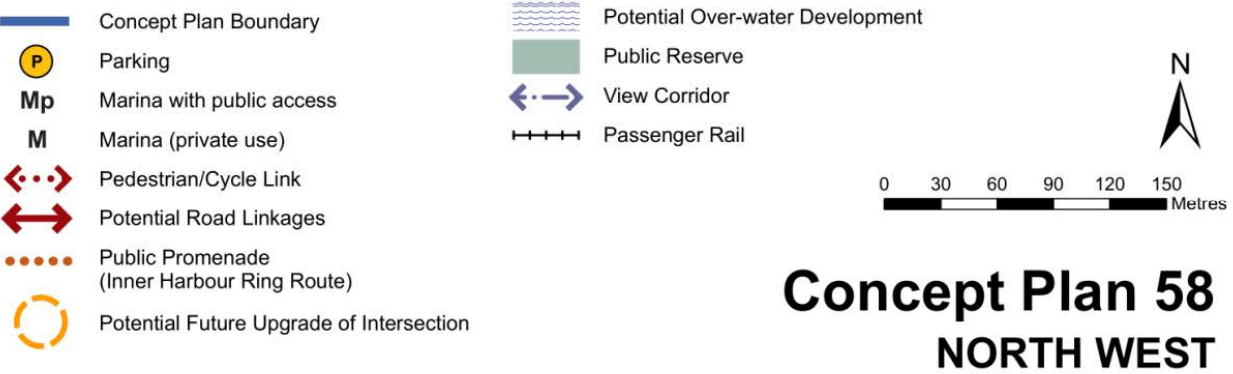 Concept Plan Boundary
P
Parking
Mp
Marina with public access
M
Marina (private use)
Pedestrian/Cycle Link
Potential Road Linkages
Public Promenade
(Inner Harbour Ring Route)
Potential Future Upgrade of Intersection
Potential Over-water Development
Public Reserve
View Corridor
Passenger Rail
N
0 30 60 90 120 150
Metres
Concept Plan 58
NORTH WEST